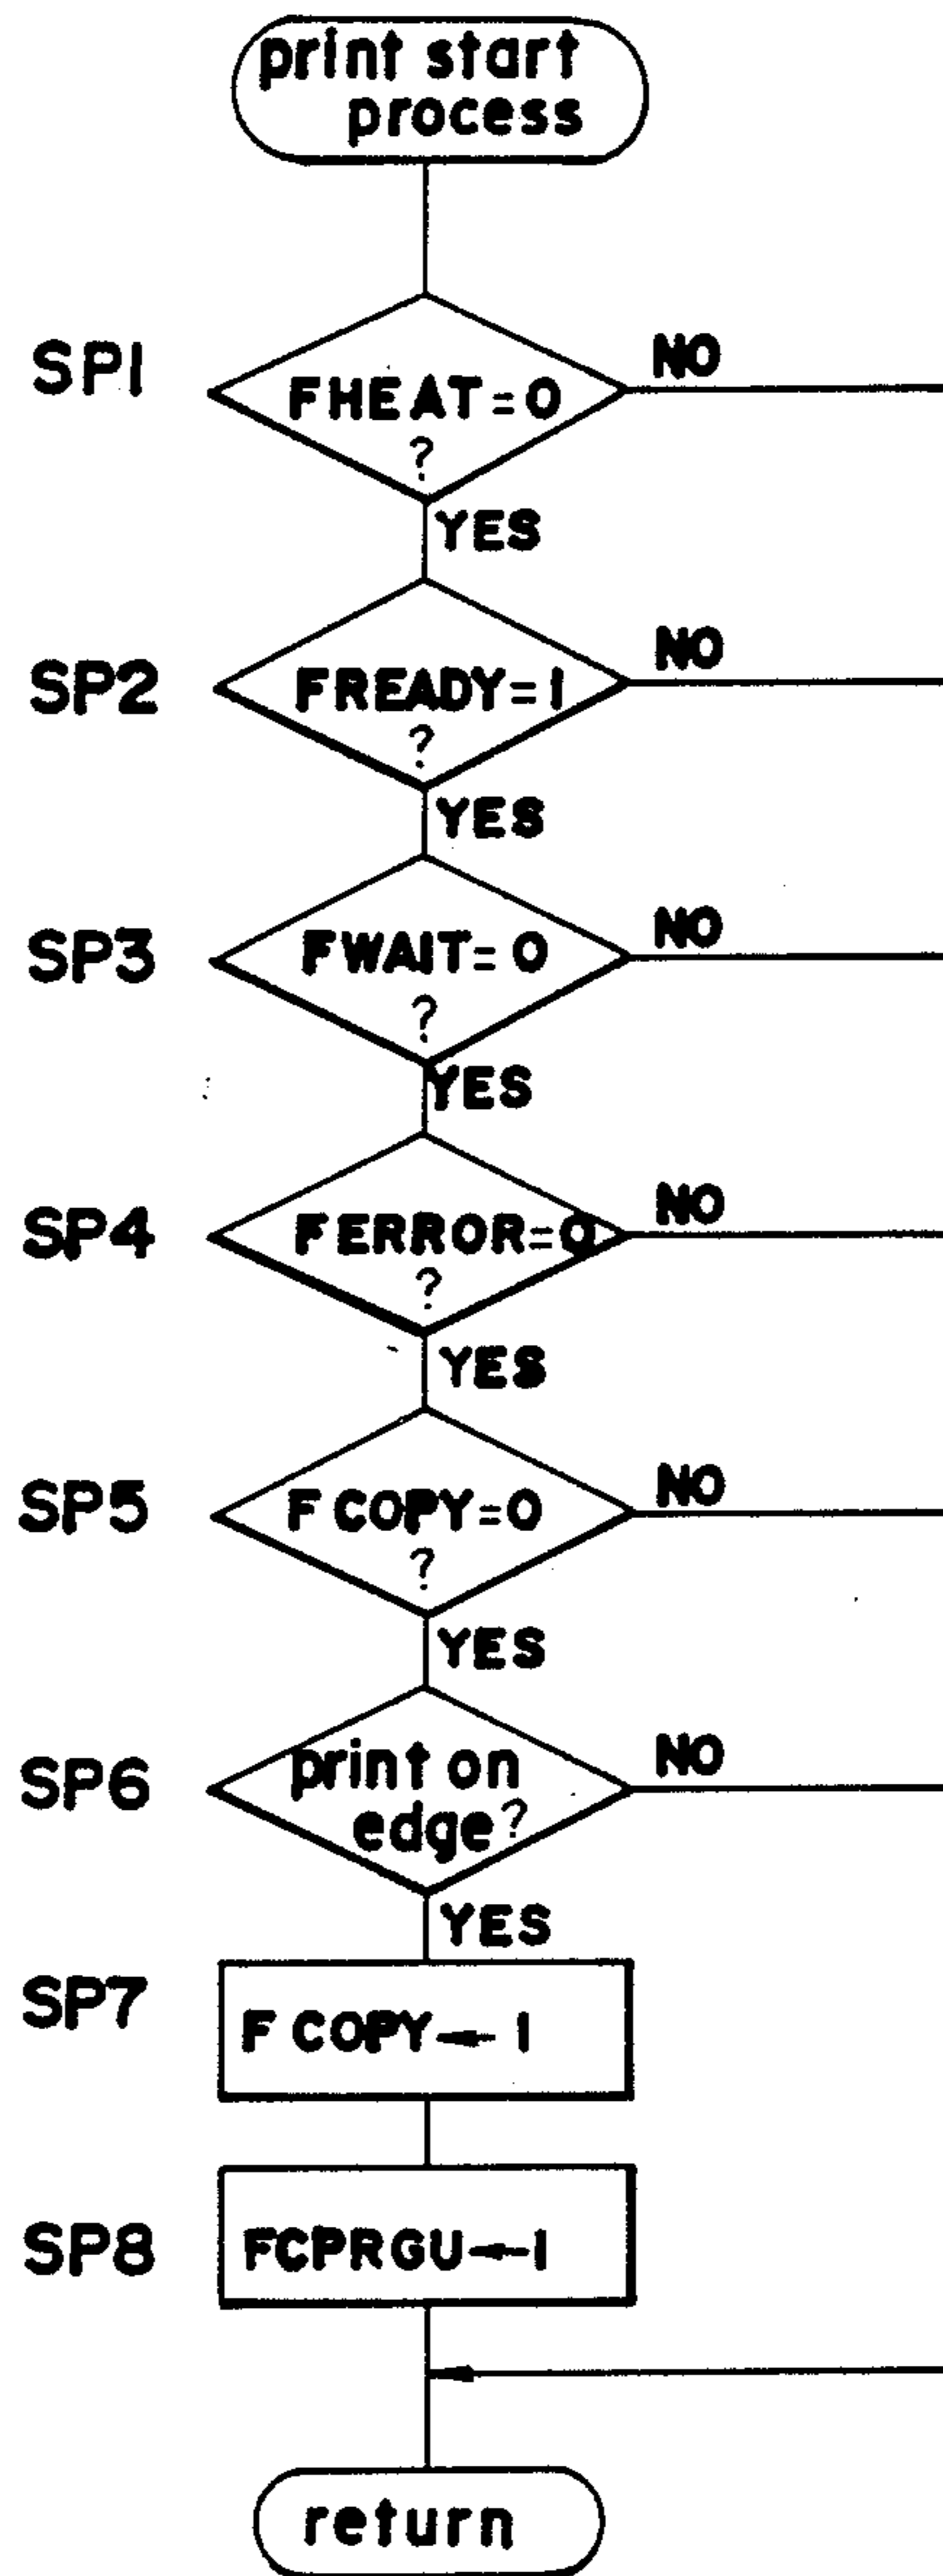 print start
process
SP1
FHEAT=0
?
NO
YES
SP2
FREADY=1
?
NO
YES
SP3
FWAIT=0
?
NO
YES
SP4
FERROR=0
?
NO
YES
SP5
FCOPY=0
?
NO
YES
SP6
print on
edge?
NO
YES
SP7
FCOPY←1
SP8
FCPRGU←1
return